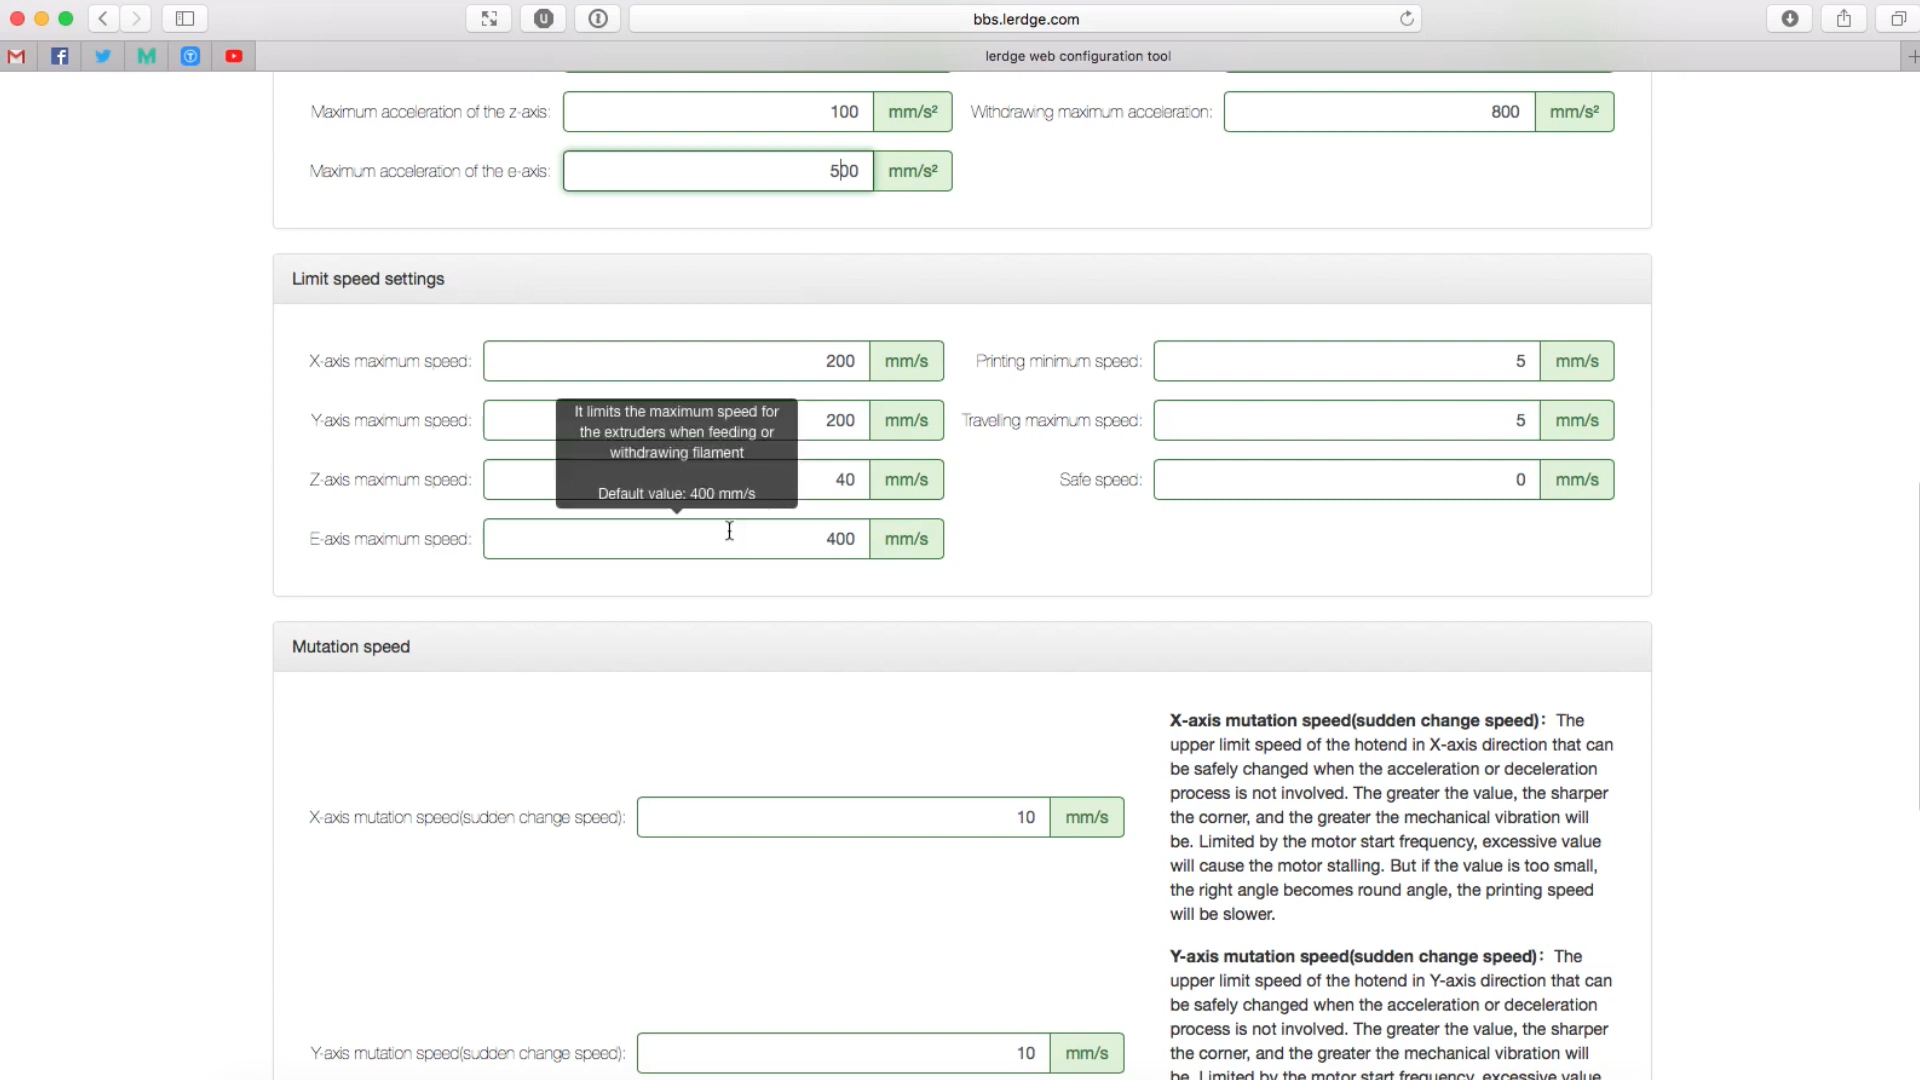 bbs.lerdge.com
lerdge web configuration tool
Maximum acceleration of the z-axis: 100 mm/s² Withdrawing maximum acceleration: 800 mm/s²
Maximum acceleration of the e-axis: 500 mm/s²
Limit speed settings
X-axis maximum speed: 200 mm/s Printing minimum speed: 5 mm/s
Y-axis maximum speed: 200 mm/s Travelling maximum speed: 5 mm/s
It limits the maximum speed for
the extruders when feeding or
withdrawing filament
Default value: 400 mm/s
Z-axis maximum speed: 40 mm/s Safe speed: 0 mm/s
E-axis maximum speed: 400 mm/s
Mutation speed
X-axis mutation speed(sudden change speed): 10 mm/s
X-axis mutation speed(sudden change speed): The
upper limit speed of the hotend in X-axis direction that can
be safely changed when the acceleration or deceleration
process is not involved. The greater the value, the sharper
the corner, and the greater the mechanical vibration will
be. Limited by the motor start frequency, excessive value
will cause the motor stalling. But if the value is too small,
the right angle becomes round angle, the printing speed
will be slower.
Y-axis mutation speed(sudden change speed): 10 mm/s
Y-axis mutation speed(sudden change speed): The
upper limit speed of the hotend in Y-axis direction that can
be safely changed when the acceleration or deceleration
process is not involved. The greater the value, the sharper
the corner, and the greater the mechanical vibration will
be. Limited by the motor start frequency, excessive value